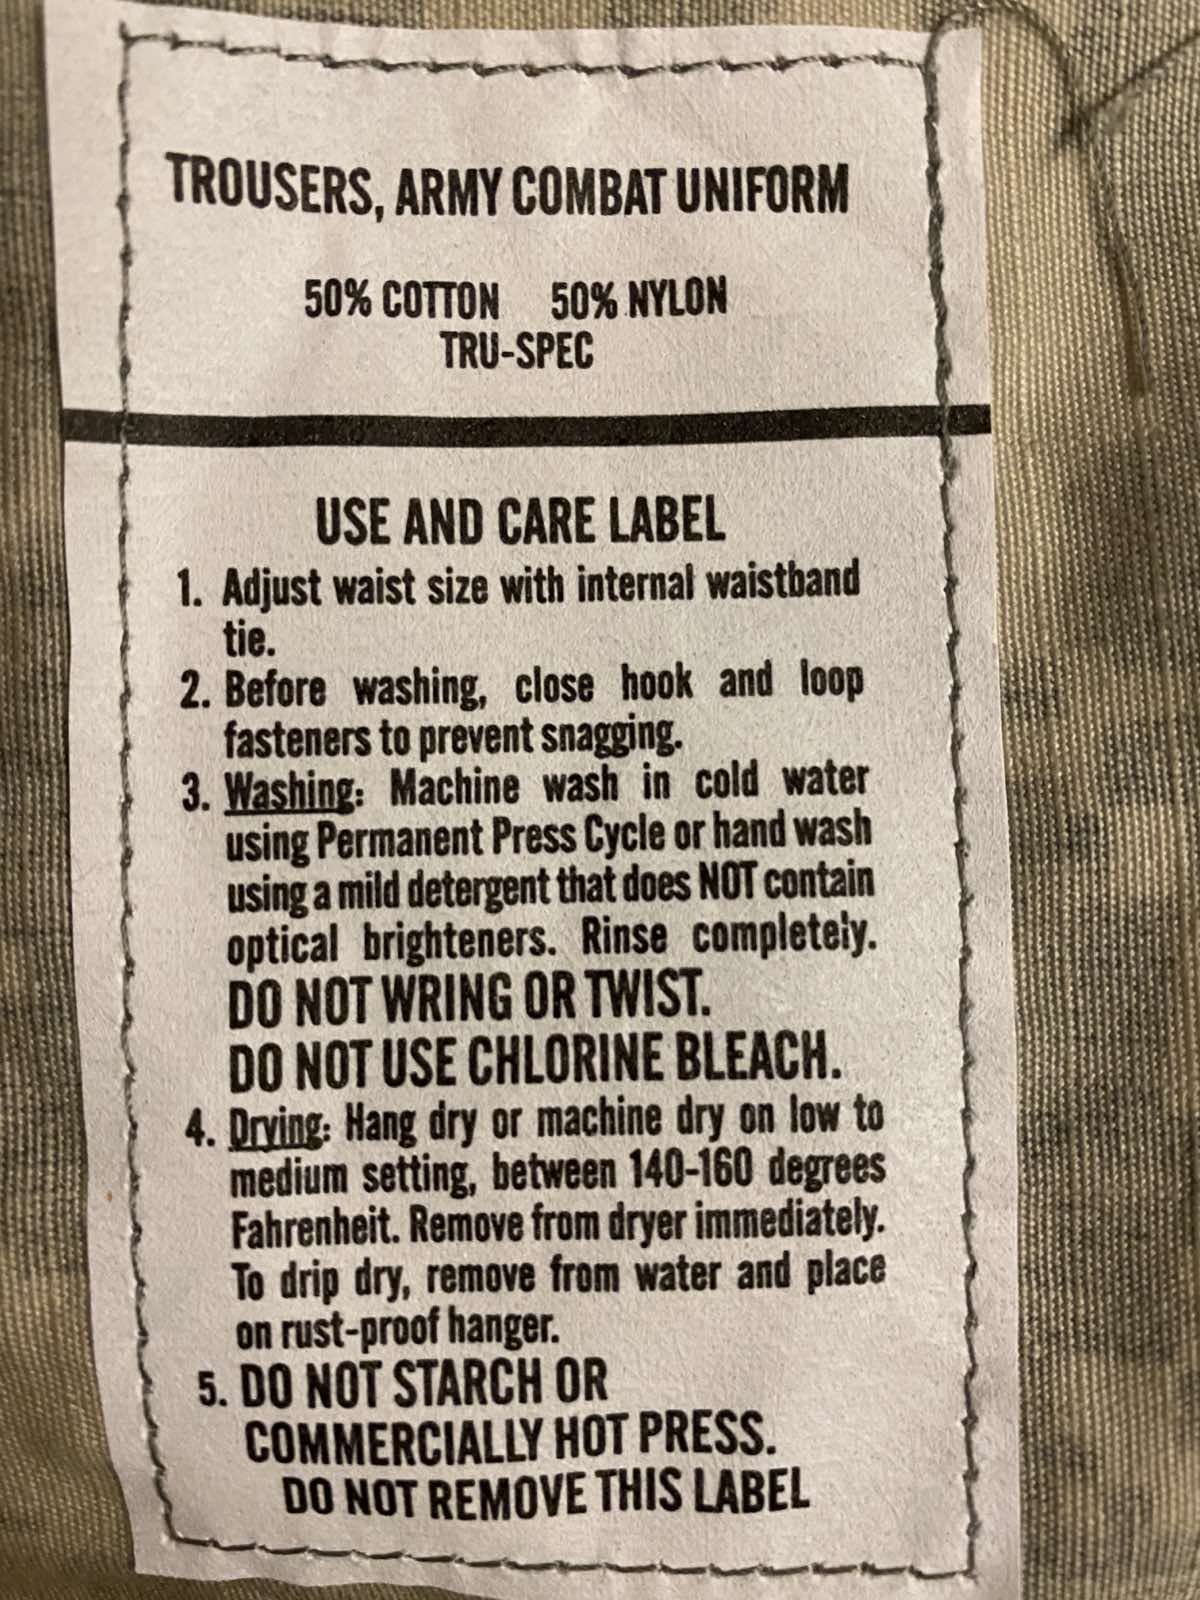 TROUSERS, ARMY COMBAT UNIFORM
50% COTTON 50% NYLON
TRU-SPEC
USE AND CARE LABEL
1. Adjust waist size with internal waistband
tie.
2. Before washing, close hook and loop
fasteners to prevent snagging.
3. Washing: Machine wash in cold water
using Permanent Press Cycle or hand wash
using a mild detergent that does NOT contain
optical brighteners. Rinse completely.
DO NOT WRING OR TWIST.
DO NOT USE CHLORINE BLEACH.
4. Drying: Hang dry or machine dry on low to
medium setting, between 140-160 degrees
Fahrenheit. Remove from dryer immediately.
To drip dry, remove from water and place
on rust-proof hanger.
5. DO NOT STARCH OR
COMMERCIALLY HOT PRESS.
DO NOT REMOVE THIS LABEL